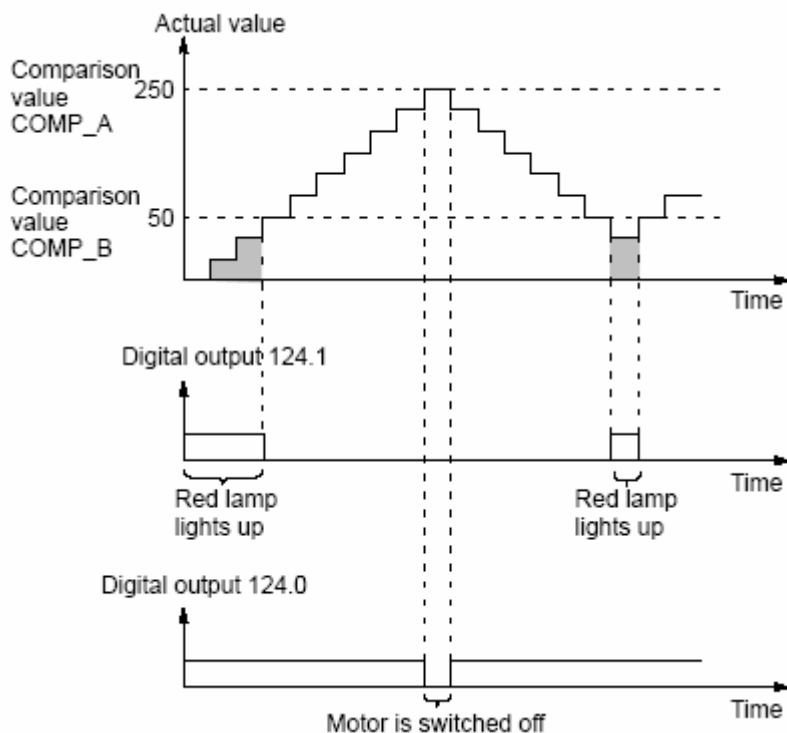 Actual value
Comparison
value
COMP_A
250
Comparison
value
COMP_B
50
Time
Digital output 124.1
Time
Red lamp
lights up
Red lamp
lights up
Digital output 124.0
Time
Motor is switched off